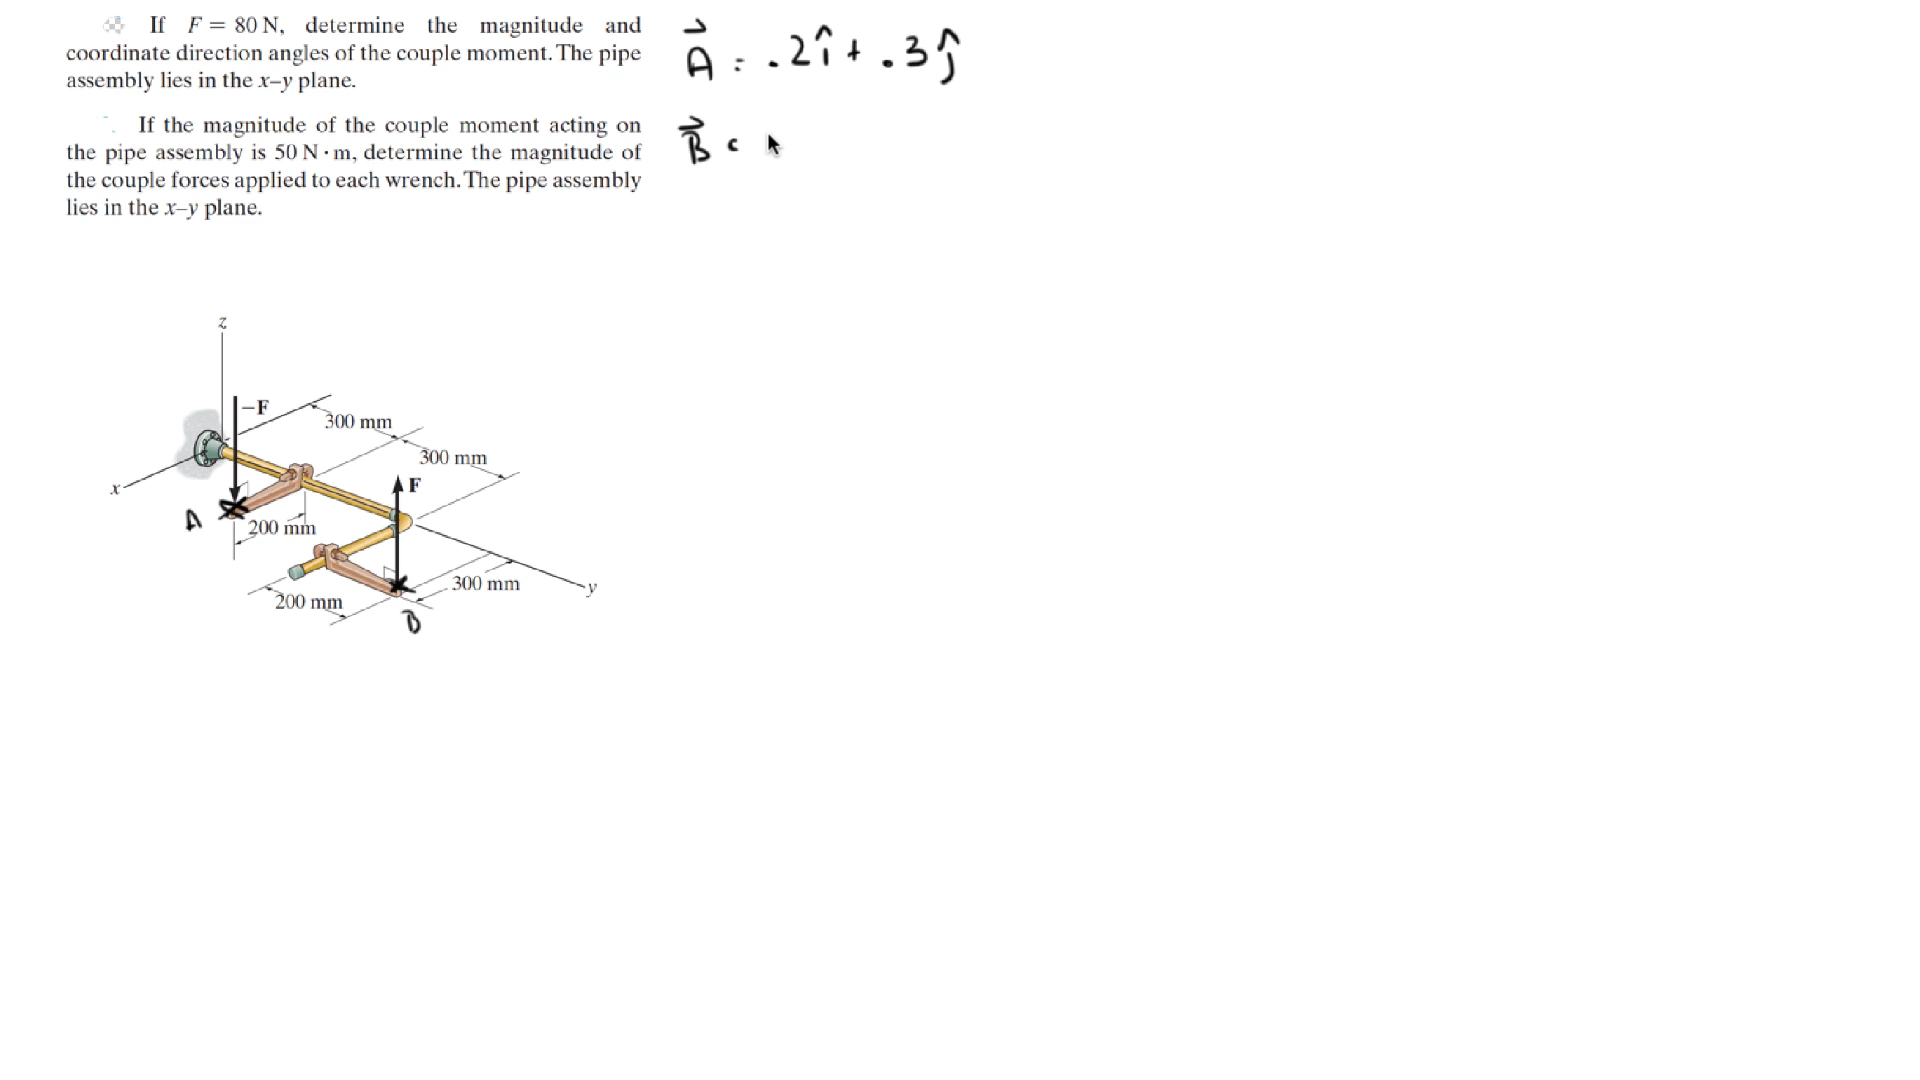 If F = 80 N, determine the magnitude and
coordinate direction angles of the couple moment. The pipe
assembly lies in the x–y plane.
If the magnitude of the couple moment acting on
the pipe assembly is 50 N · m, determine the magnitude of
the couple forces applied to each wrench. The pipe assembly
lies in the x–y plane.
A⃗ = .2î + .3ĵ
B⃗ =
z
−F
300 mm
300 mm
x
F
A
200 mm
300 mm
y
200 mm
B